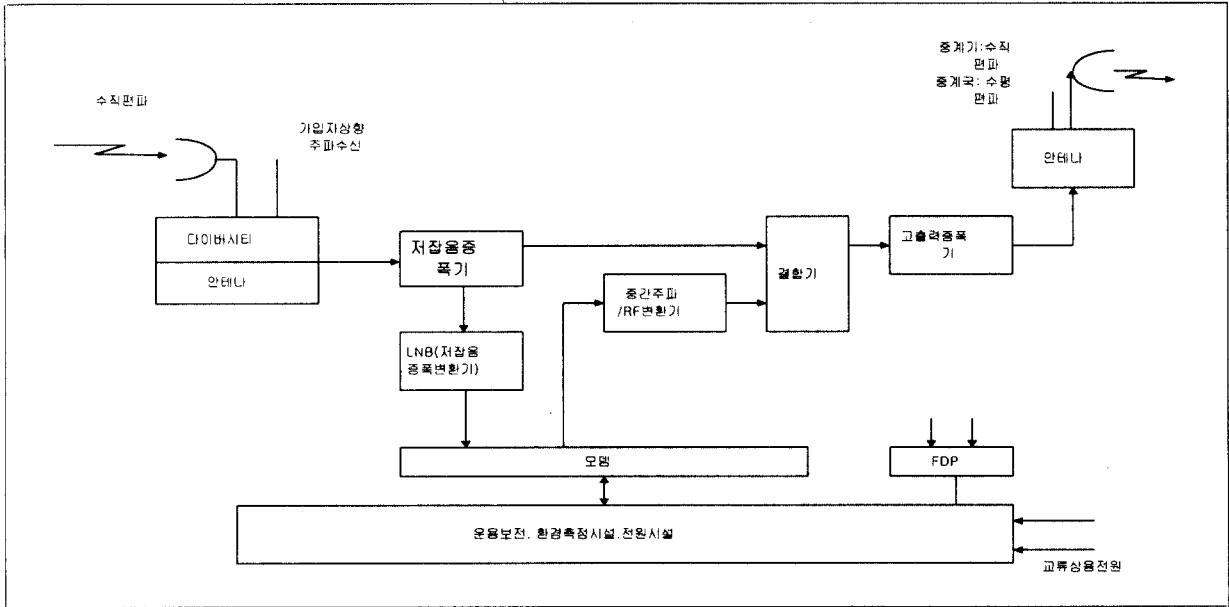 중계기:수직
편파
중계국: 수평
편파
수직편파
가입자상향
주파수신
안테나
다이버시티
안테나
저잡음증
폭기
결합기
고출력증폭
기
중간주파
/RF변환기
LNB(저잡음
증폭변환기)
모뎀
FDP
운용보전, 환경측정시설,전원시설
교류상용전원